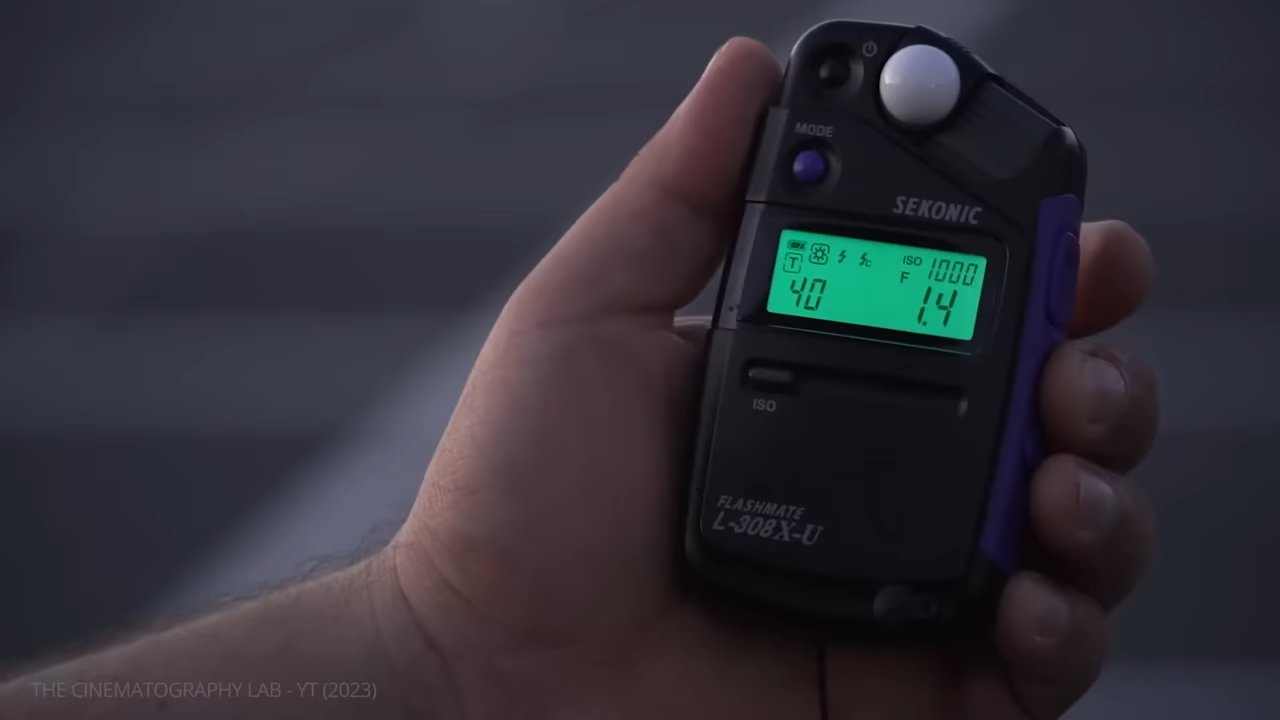 MODE
SEKONIC
T
C
ISO 1000
F
40
1.4
ISO
FLASHMATE
L-308X-U
THE CINEMATOGRAPHY LAB - YT (2023)